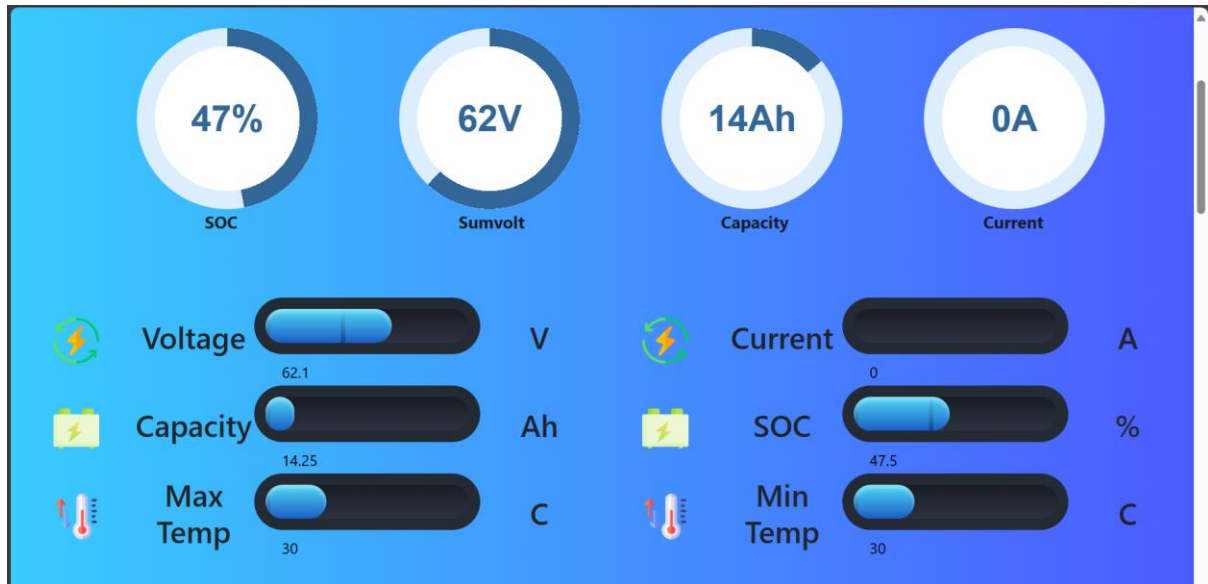 47%
62V
14Ah
0A
SOC
Sumvolt
Capacity
Current
Voltage
V
62.1
Current
A
0
Capacity
Ah
14.25
SOC
%
47.5
Max
Temp
C
30
Min
Temp
C
30